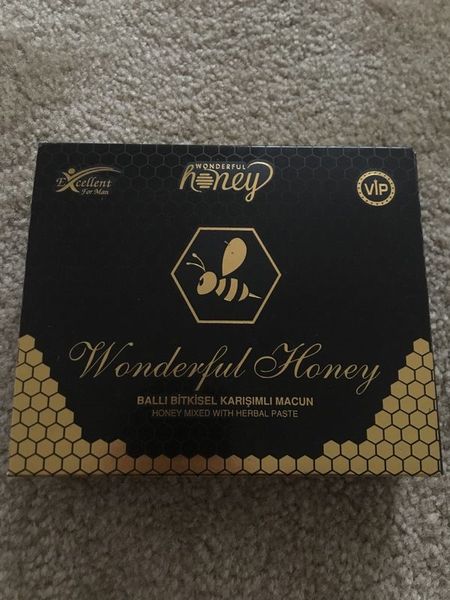 Excellent
For Man
WONDERFUL
honey
VIP
Wonderful Honey
BALLI BİTKİSEL KARIŞIMLI MACUN
HONEY MIXED WITH HERBAL PASTE